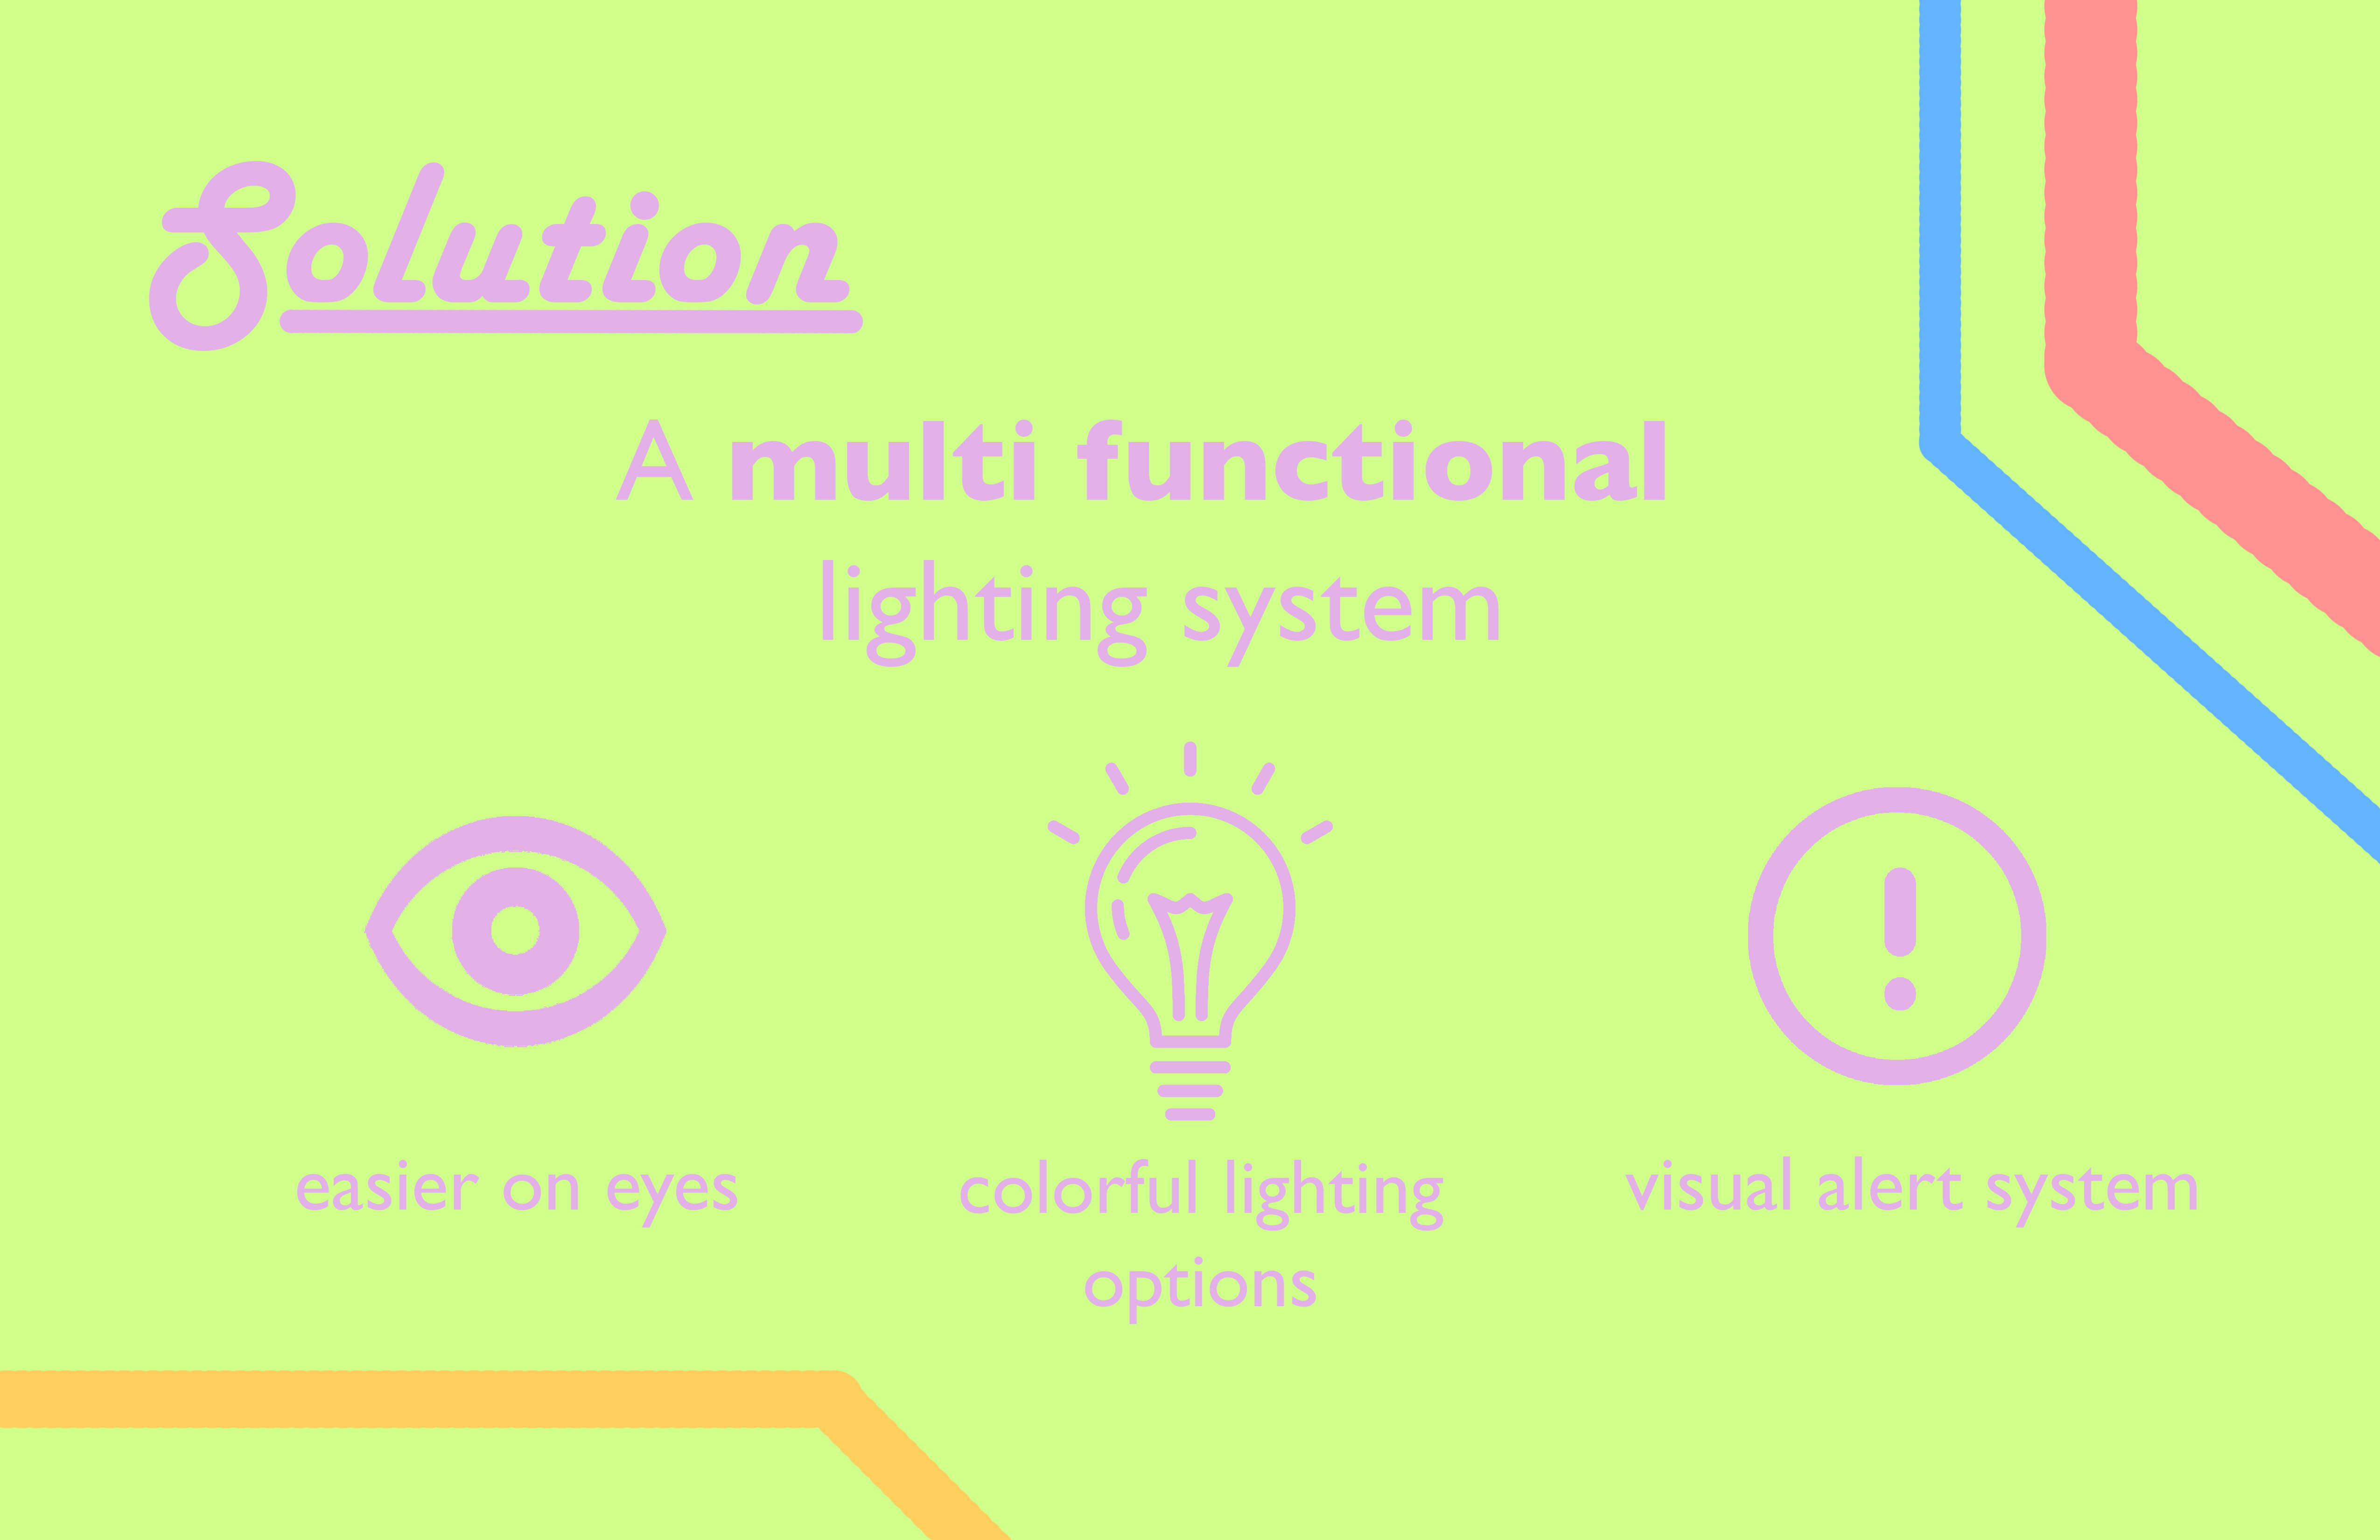 Solution
A multi functional
lighting system
easier on eyes
colorful lighting
options
visual alert system